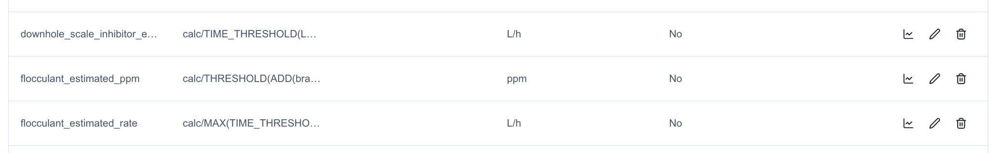 downhole_scale_inhibitor_e… calc/TIME_THRESHOLD(L… L/h No
flocculant_estimated_ppm calc/THRESHOLD(ADD(bra… ppm No
flocculant_estimated_rate calc/MAX(TIME_THRESHO… L/h No